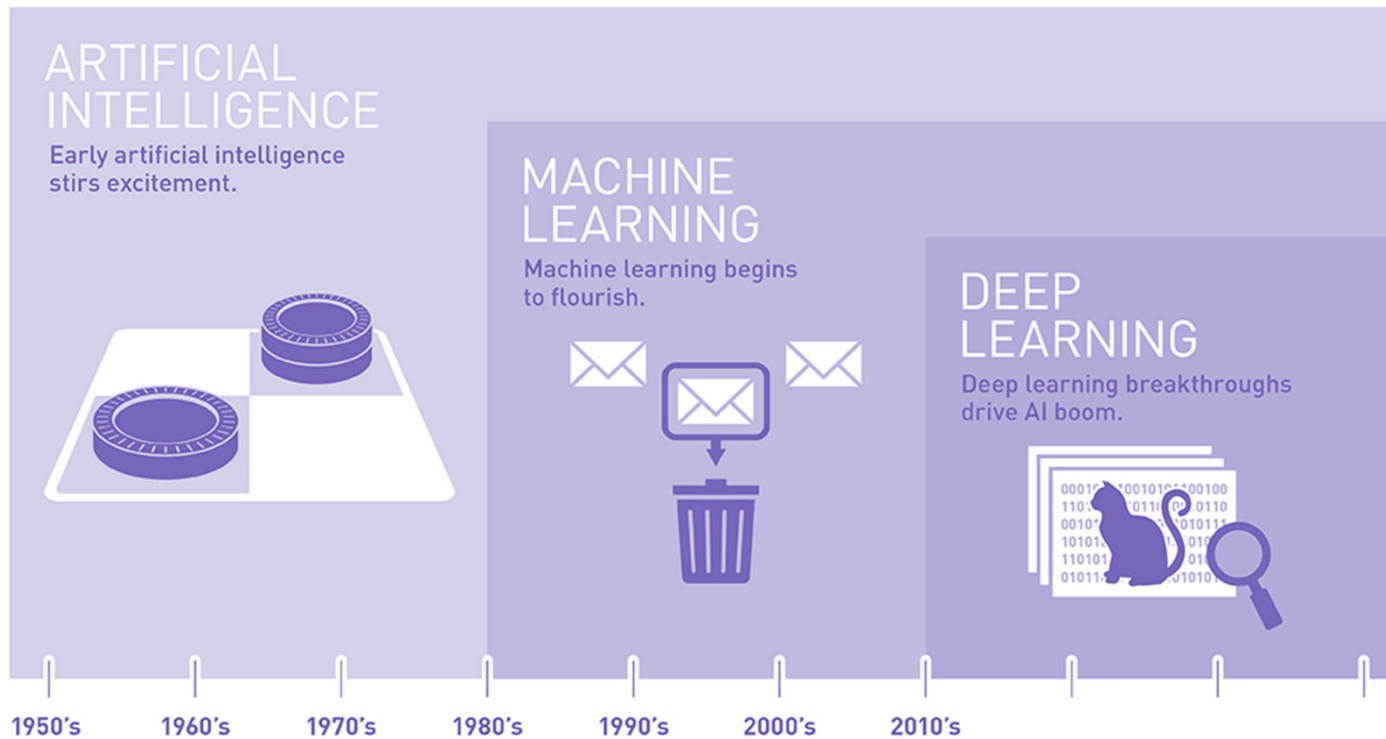 ARTIFICIAL
INTELLIGENCE
Early artificial intelligence
stirs excitement.
MACHINE
LEARNING
Machine learning begins
to flourish.
DEEP
LEARNING
Deep learning breakthroughs
drive AI boom.
1950's 1960's 1970's 1980's 1990's 2000's 2010's